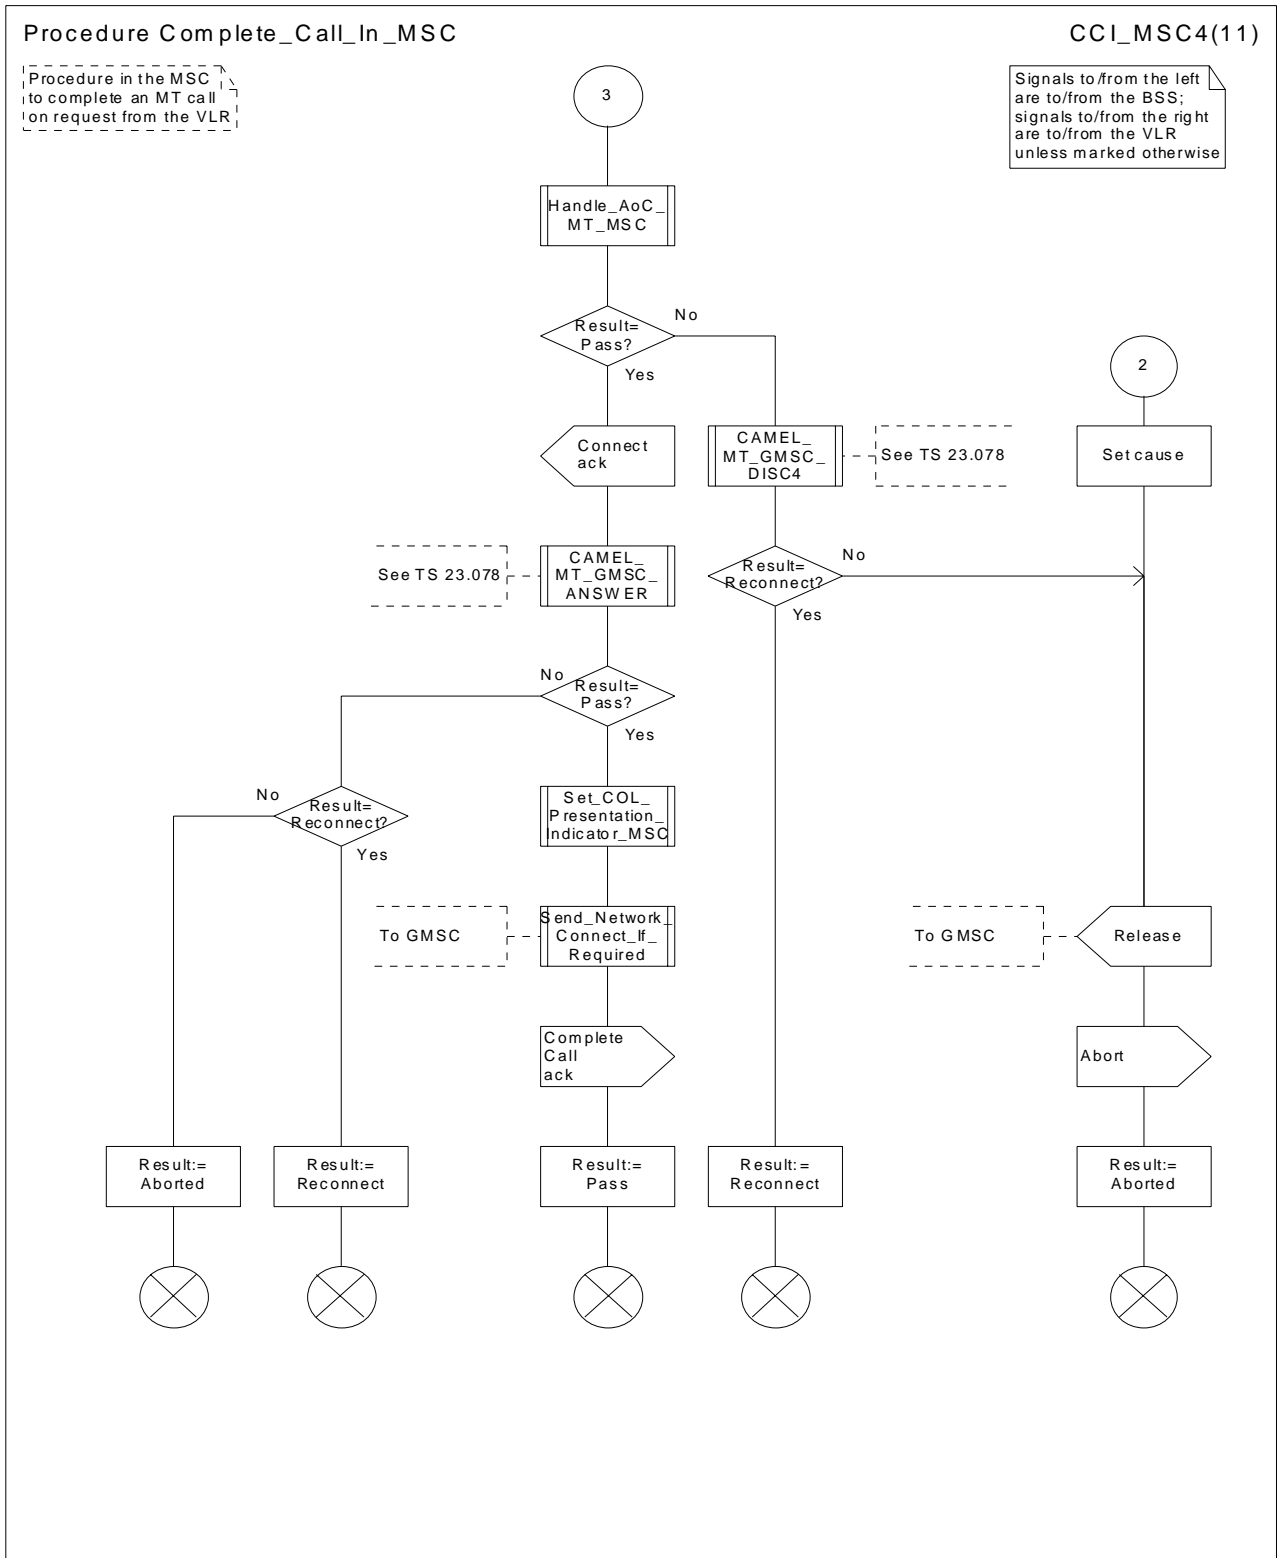 Procedure Complete_Call_In_MSC
CCI_MSC4(11)
Procedure in the MSC
to complete an MT call
on request from the VLR
Signals to/from the left
are to/from the BSS;
signals to/from the right
are to/from the VLR
unless marked otherwise
3
Handle_AoC_
MT_MSC
Result=
Pass?
No
Yes
2
Connect
ack
CAMEL_
MT_GMSC_
DISC4
See TS 23.078
Set cause
See TS 23.078
CAMEL_
MT_GMSC_
ANSWER
Result=
Reconnect?
No
Yes
No
Result=
Pass?
Yes
No
Result=
Reconnect?
Yes
Set_COL_
Presentation_
Indicator_MSC
To GMSC
Send_Network_
Connect_If_
Required
To GMSC
Release
Complete
Call
ack
Abort
Result:=
Aborted
Result:=
Reconnect
Result:=
Pass
Result:=
Reconnect
Result:=
Aborted